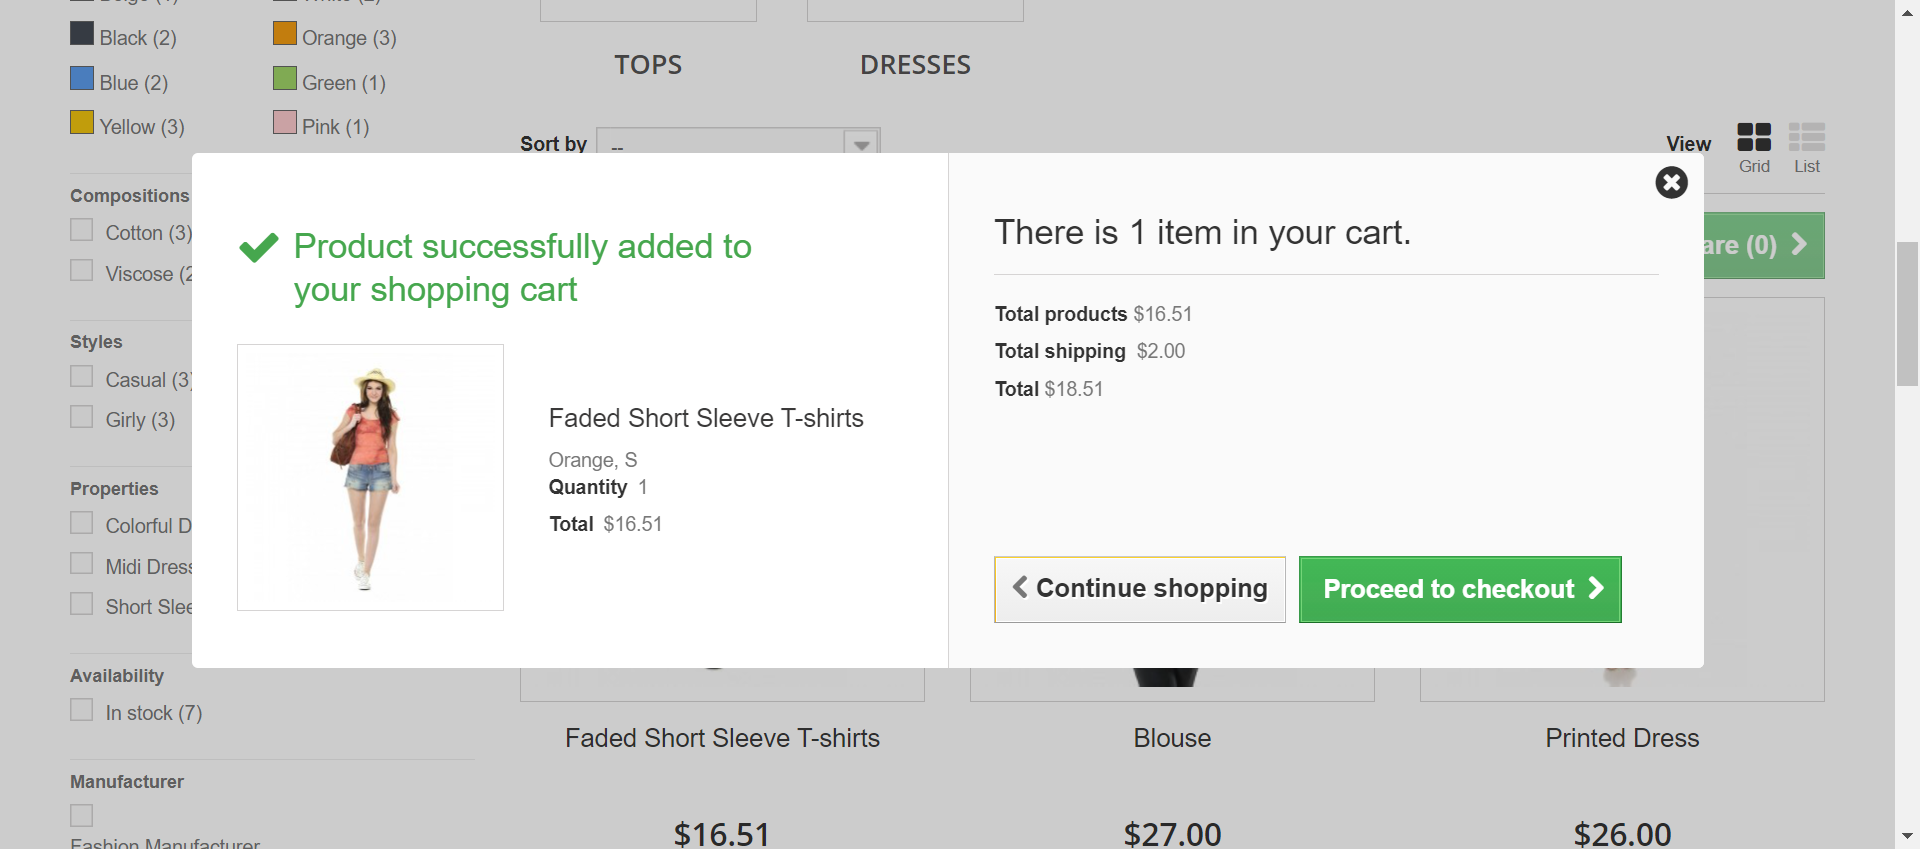 Black (2)
Orange (3)
Blue (2)
Green (1)
Yellow (3)
Pink (1)
Compositions
Cotton (3)
Viscose (2
Styles
Casual (3)
Girly (3)
Properties
Colorful D
Midi Dress
Short Slee
Availability
In stock (7)
Manufacturer
Fashion Manufacturer
TOPS
DRESSES
Sort by --
View
Grid
List
are (0)
Product successfully added to
your shopping cart
Faded Short Sleeve T-shirts
Orange, S
Quantity 1
Total $16.51
There is 1 item in your cart.
Total products $16.51
Total shipping $2.00
Total $18.51
Continue shopping
Proceed to checkout
Faded Short Sleeve T-shirts
Blouse
Printed Dress
$16.51
$27.00
$26.00